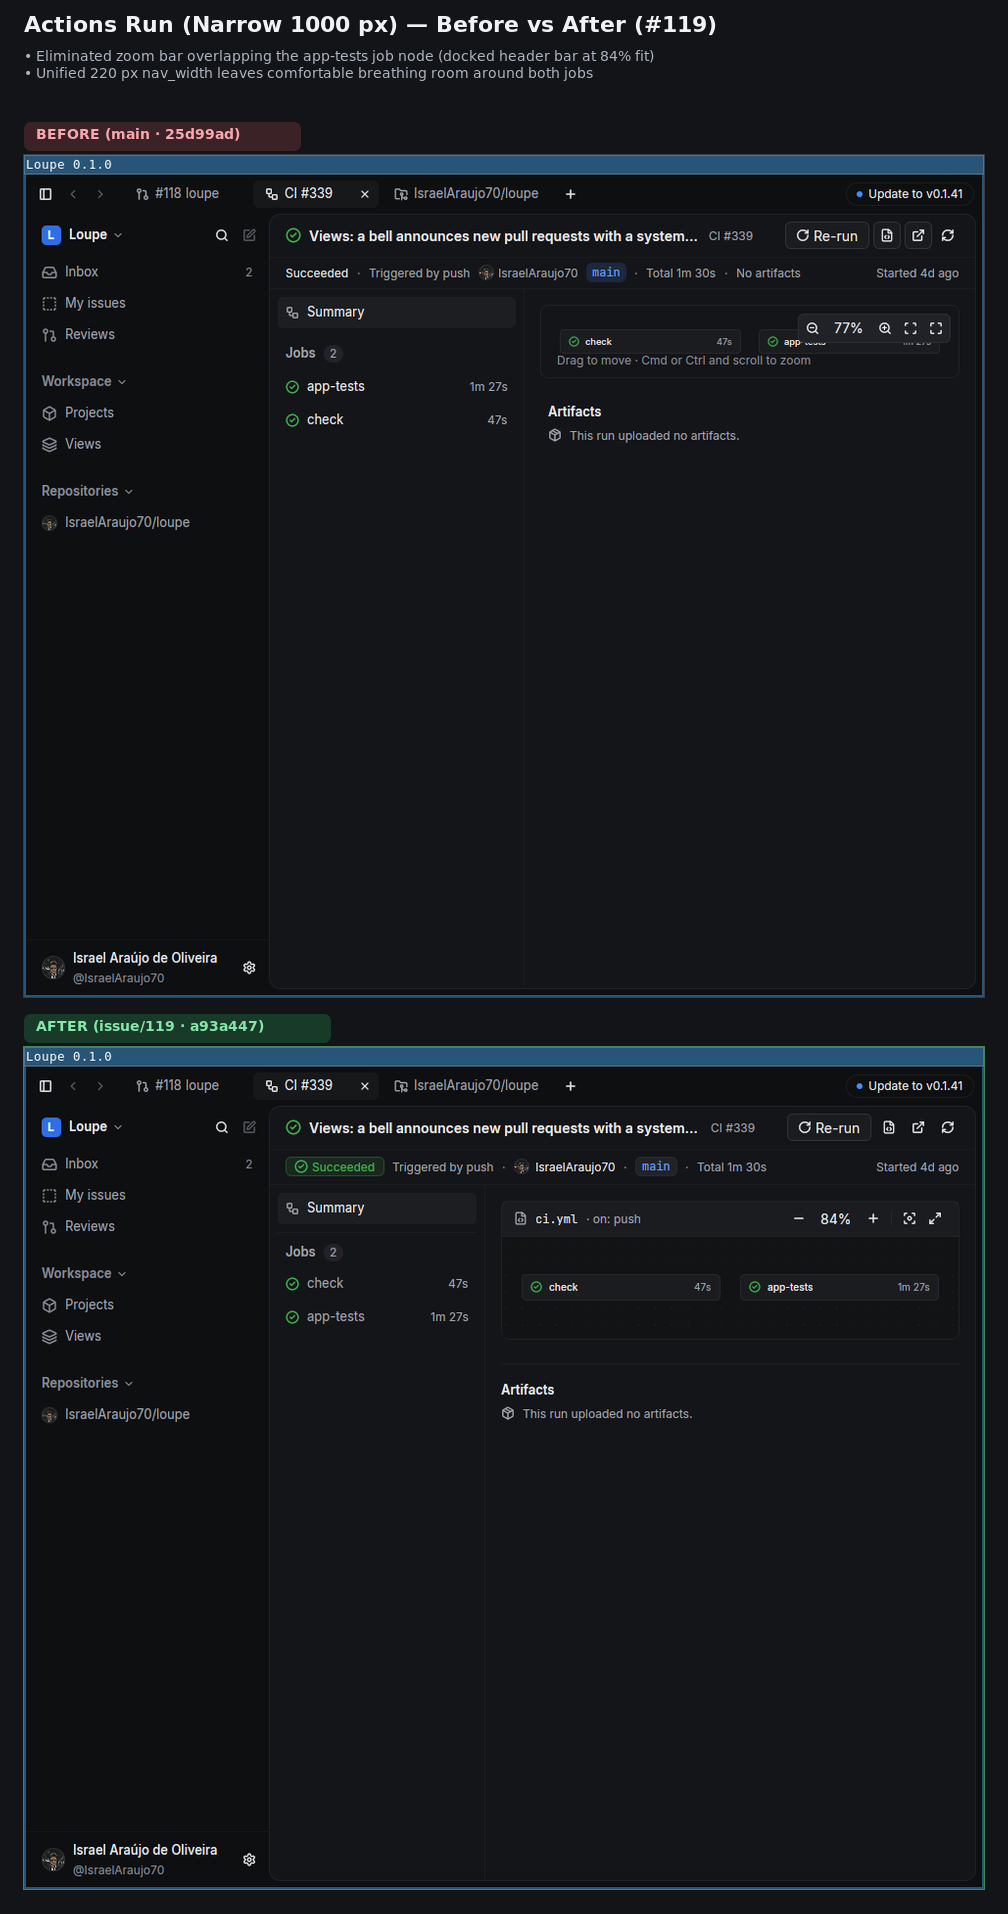 Actions Run (Narrow 1000 px) — Before vs After (#119)
• Eliminated zoom bar overlapping the app-tests job node (docked header bar at 84% fit)
• Unified 220 px nav_width leaves comfortable breathing room around both jobs
BEFORE (main · 25d99ad)
Loupe 0.1.0
#118 loupe
CI #339
IsraelAraujo70/loupe
Update to v0.1.41
L Loupe
Views: a bell announces new pull requests with a system... CI #339
Re-run
Inbox 2
Succeeded · Triggered by push IsraelAraujo70 main · Total 1m 30s · No artifacts Started 4d ago
My issues
Reviews
Workspace
Projects
Views
Repositories
IsraelAraujo70/loupe
Summary
Jobs 2
app-tests 1m 27s
check 47s
77%
check 47s
Drag to move · Cmd or Ctrl and scroll to zoom
Artifacts
This run uploaded no artifacts.
Israel Araújo de Oliveira
@IsraelAraujo70
AFTER (issue/119 · a93a447)
Loupe 0.1.0
#118 loupe
CI #339
IsraelAraujo70/loupe
Update to v0.1.41
L Loupe
Views: a bell announces new pull requests with a system... CI #339
Re-run
Inbox 2
Succeeded Triggered by push · IsraelAraujo70 · main · Total 1m 30s Started 4d ago
My issues
Reviews
Workspace
Projects
Views
Repositories
IsraelAraujo70/loupe
Summary
Jobs 2
check 47s
app-tests 1m 27s
ci.yml · on: push
84%
check 47s
app-tests 1m 27s
Artifacts
This run uploaded no artifacts.
Israel Araújo de Oliveira
@IsraelAraujo70